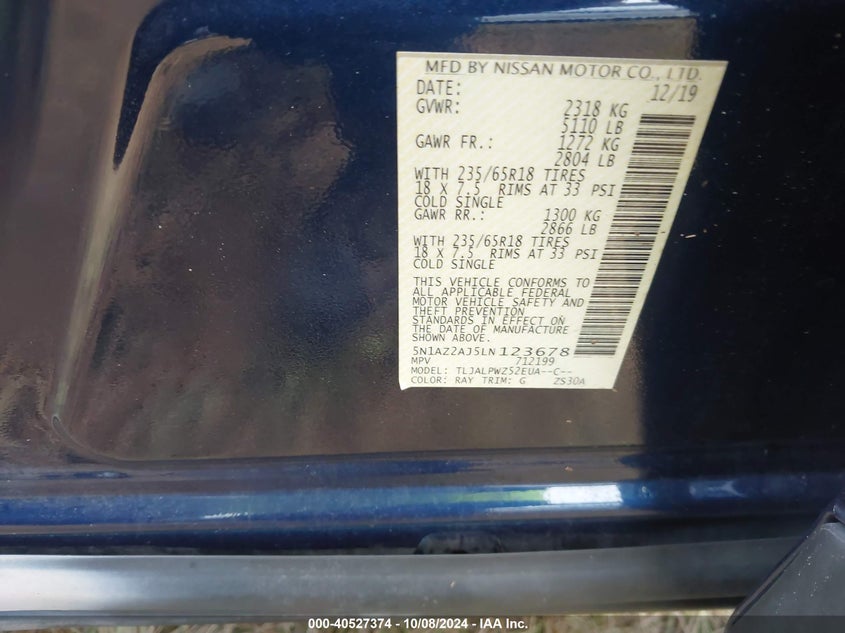 MFD BY NISSAN MOTOR CO., LTD.
DATE: 12/19
GVWR: 2318 KG
5110 LB
GAWR FR.: 1272 KG
2804 LB
WITH 235/65R18 TIRES
18 X 7.5 RIMS AT 33 PSI
COLD SINGLE
GAWR RR.: 1300 KG
2866 LB
WITH 235/65R18 TIRES
18 X 7.5 RIMS AT 33 PSI
COLD SINGLE
THIS VEHICLE CONFORMS TO
ALL APPLICABLE FEDERAL
MOTOR VEHICLE SAFETY AND
THEFT PREVENTION
STANDARDS IN EFFECT ON
THE DATE OF MANUFACTURE
SHOWN ABOVE.
5N1AZ2AJ5LN123678
MPV 712199
MODEL: TLJALPWZ52EUA--C--
COLOR: RAY TRIM: G ZS30A
000-40527374 - 10/08/2024 - IAA Inc.